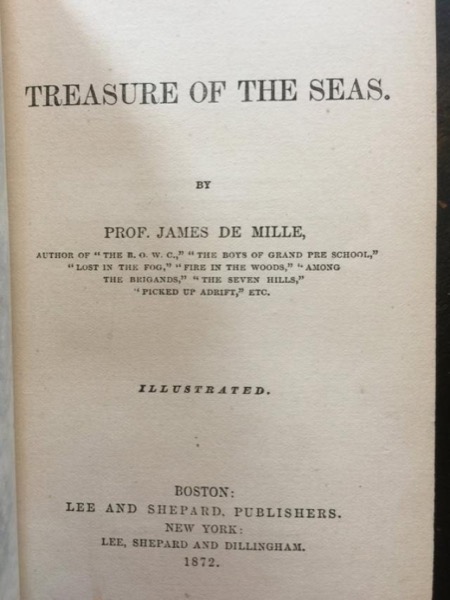 TREASURE OF THE SEAS.
BY
PROF. JAMES DE MILLE,
AUTHOR OF "THE B. O. W. C.," "THE BOYS OF GRAND PRE SCHOOL,"
"LOST IN THE FOG," "FIRE IN THE WOODS," "AMONG
THE BRIGANDS," "THE SEVEN HILLS,"
"PICKED UP ADRIFT," ETC.
ILLUSTRATED.
BOSTON:
LEE AND SHEPARD, PUBLISHERS.
NEW YORK:
LEE, SHEPARD AND DILLINGHAM.
1872.